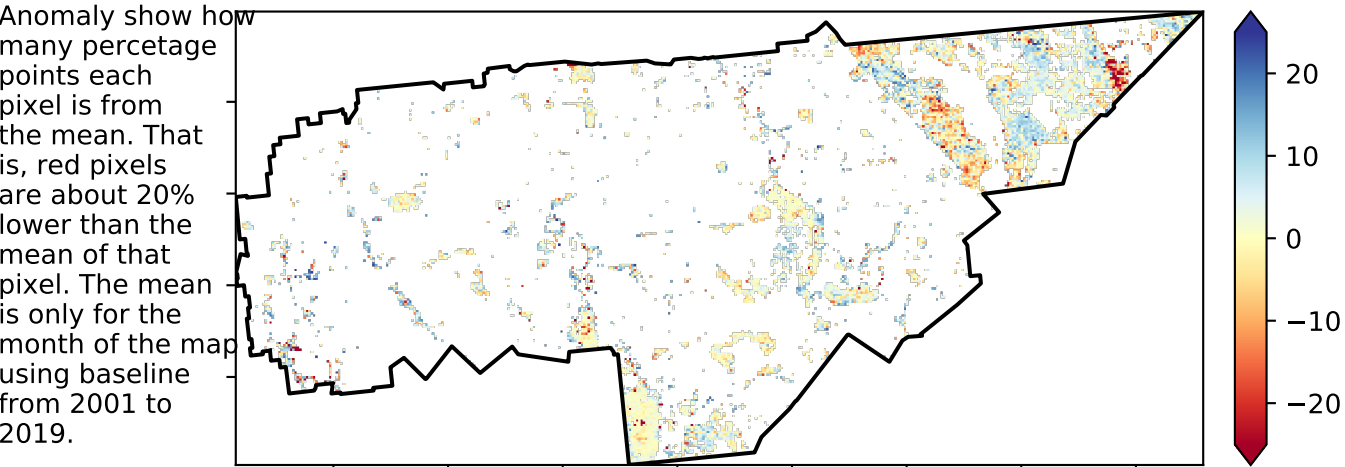 Anomaly show how
many percetage
points each
pixel is from
the mean. That
is, red pixels
are about 20%
lower than the
mean of that
pixel. The mean
is only for the
month of the map
using baseline
from 2001 to
2019.
20
10
0
−10
−20